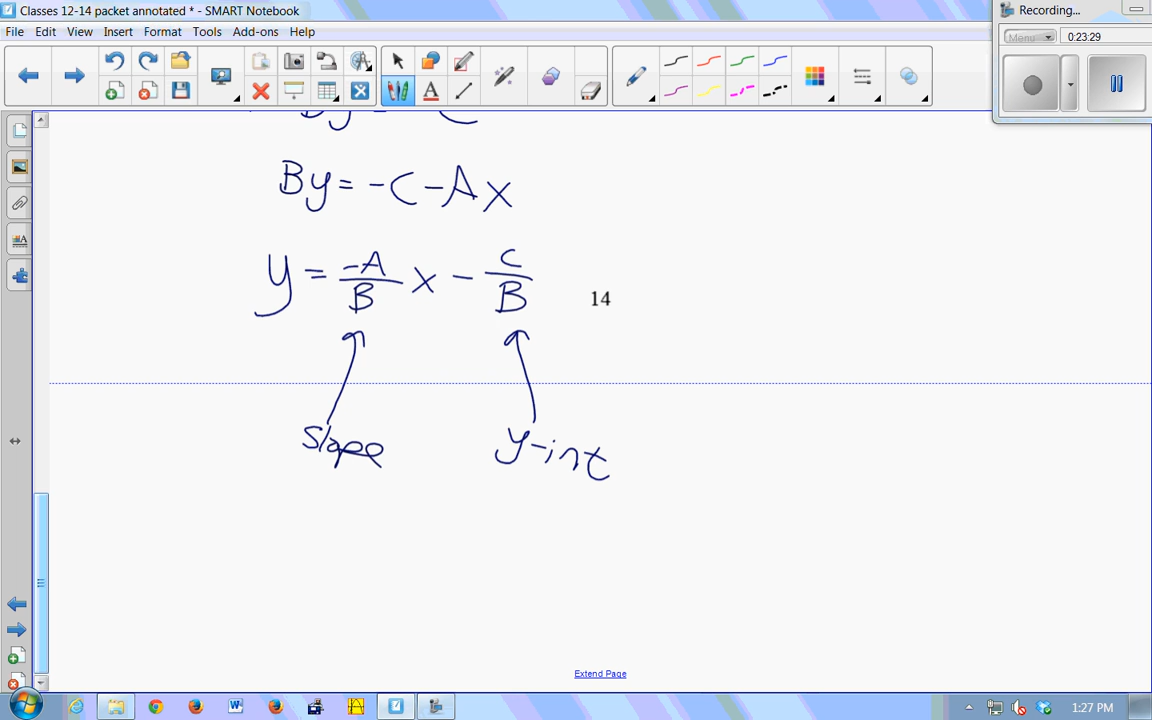 Classes 12-14 packet annotated * - SMART Notebook
Recording...
File Edit View Insert Format Tools Add-ons Help
Menu 0:23:29
By = -C - Ax
y = -A/B x - C/B
14
slope y-int
Extend Page
1:27 PM